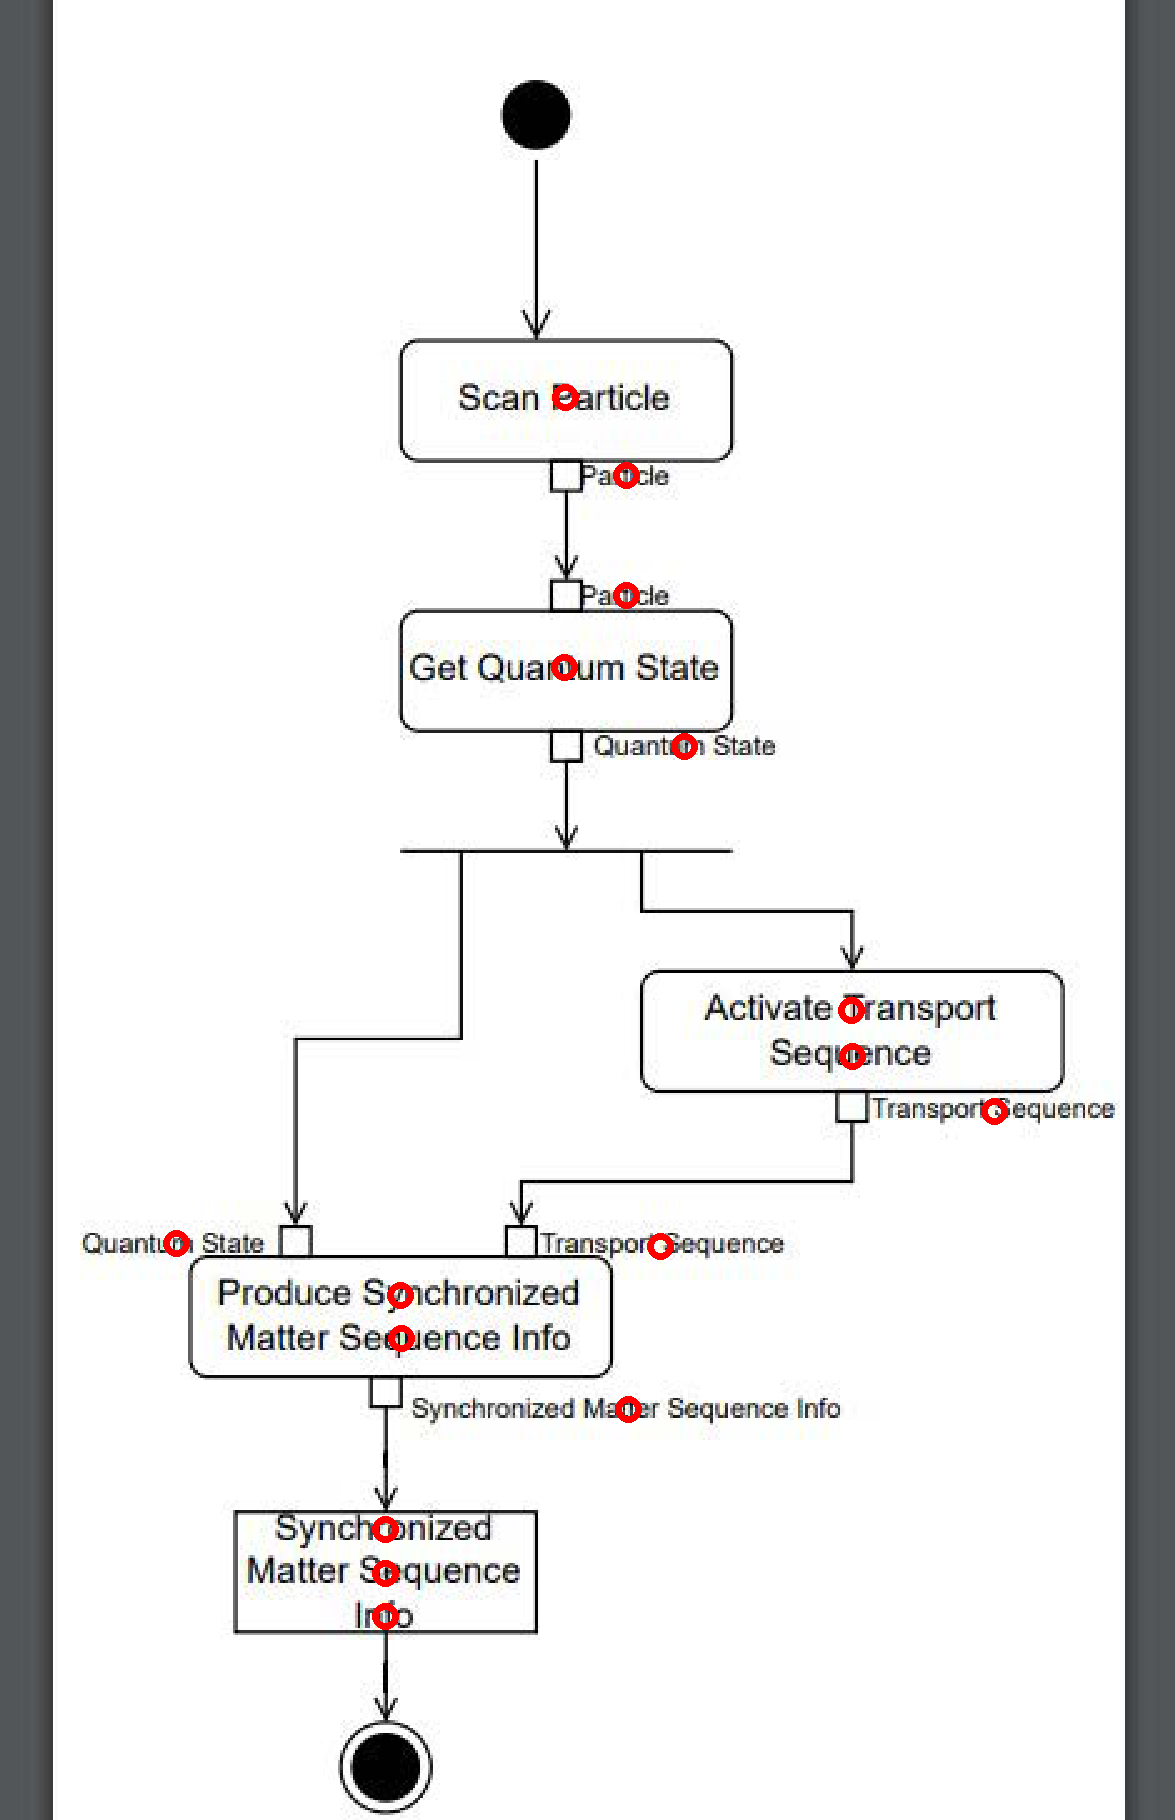 Scan Particle
Particle
Particle
Get Quantum State
Quantum State
Activate Transport
Sequence
Transport Sequence
Quantum State
Transport Sequence
Produce Synchronized
Matter Sequence Info
Synchronized Matter Sequence Info
Synchronized
Matter Sequence
Info